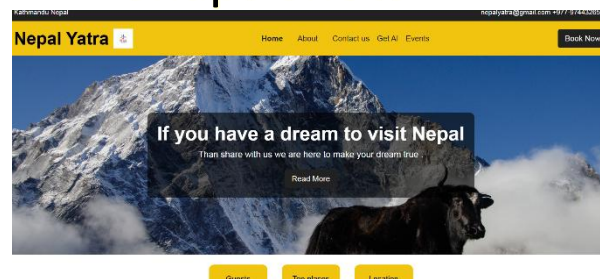 Kathmandu Nepal
nepalyatra@gmail.com +977 97443265
Nepal Yatra
Home About Contact us Get AI Events
Book Now
If you have a dream to visit Nepal
Than share with us we are here to make your dream true
Read More
Guests Top places Location